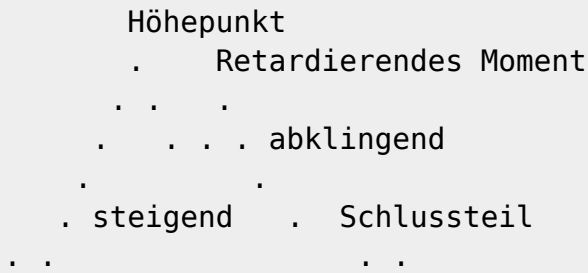 Höhepunkt
. Retardierendes Moment
. . .
. . . . abklingend
. .
. steigend . Schlussteil
. . . .